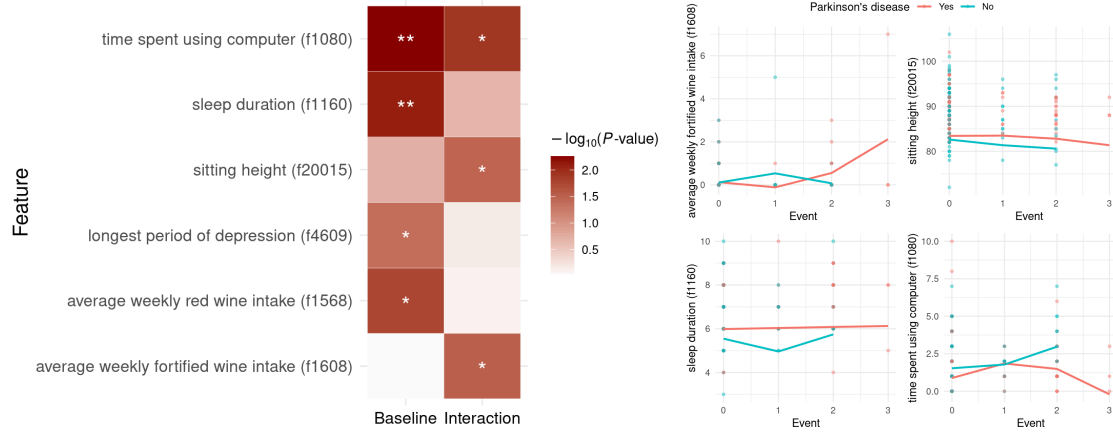 Feature
time spent using computer (f1080)
sleep duration (f1160)
sitting height (f20015)
longest period of depression (f4609)
average weekly red wine intake (f1568)
average weekly fortified wine intake (f1608)
** *
**
*
*
*
*
Baseline Interaction
−log10(P-value)
2.0
1.5
1.0
0.5
Parkinson's disease Yes No
average weekly fortified wine intake (f1608)
6
4
2
0
0 1 2 3
Event
sitting height (f20015)
100
90
80
0 1 2 3
Event
sleep duration (f1160)
10
8
6
4
0 1 2 3
Event
time spent using computer (f1080)
10.0
7.5
5.0
2.5
0.0
0 1 2 3
Event